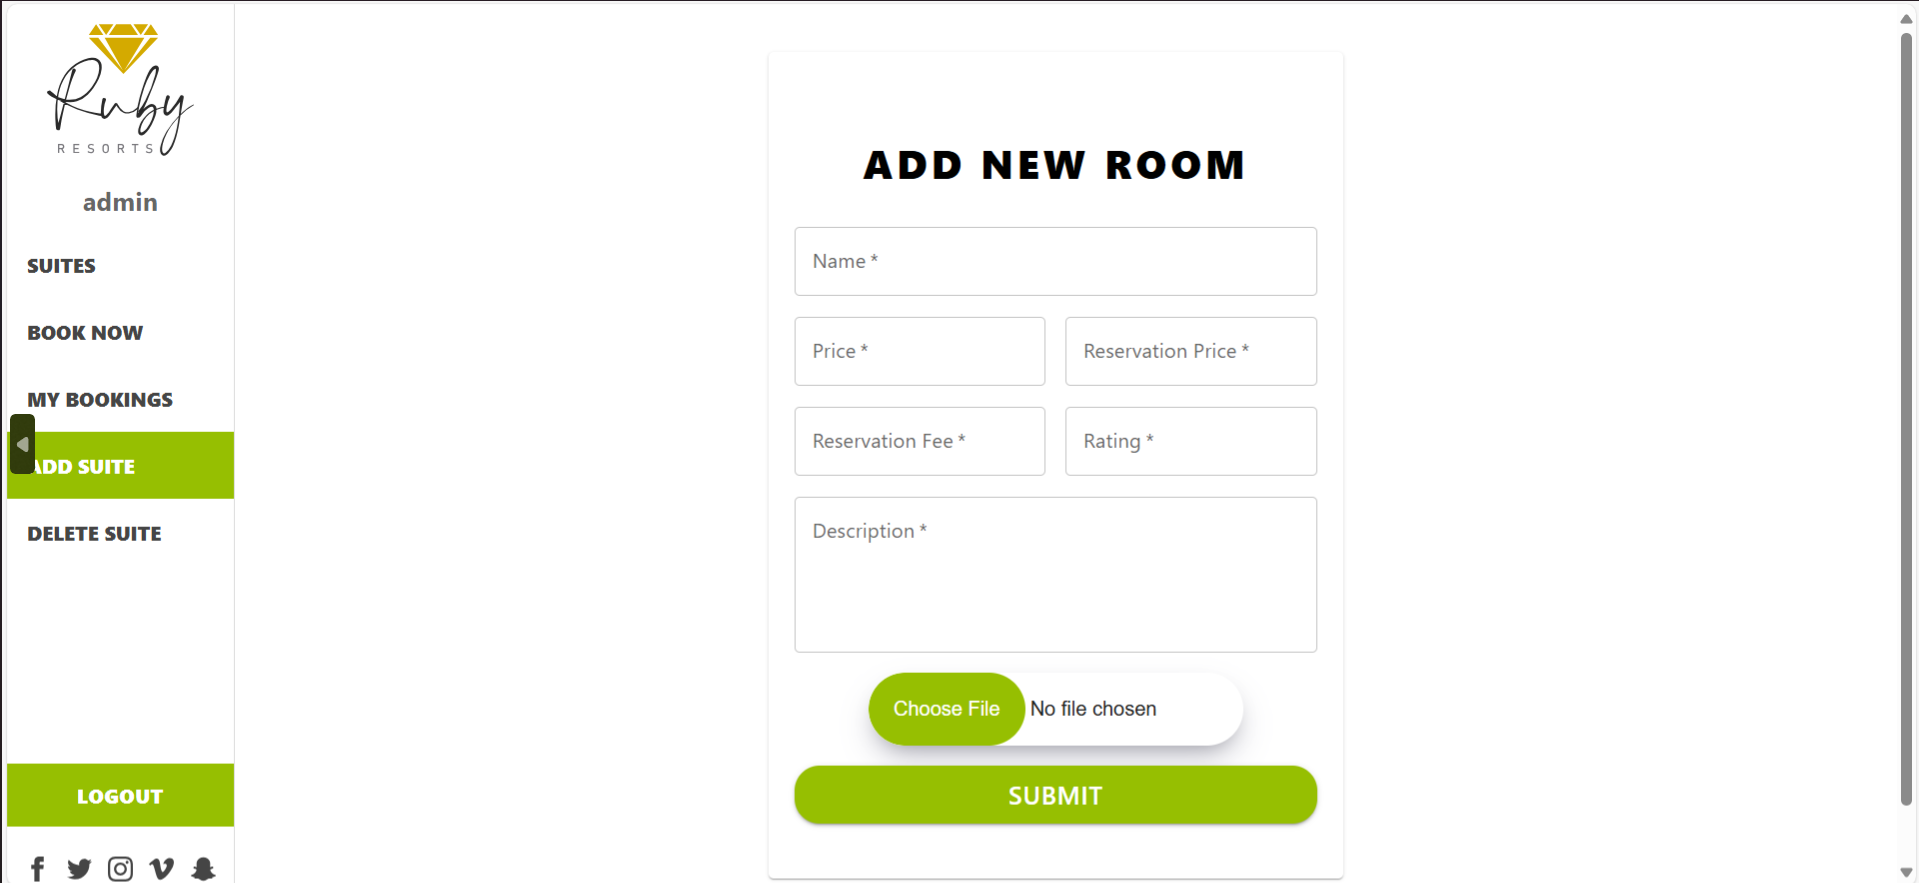 Ruby
RESORTS
admin
SUITES
BOOK NOW
MY BOOKINGS
ADD SUITE
DELETE SUITE
LOGOUT
ADD NEW ROOM
Name *
Price *
Reservation Price *
Reservation Fee *
Rating *
Description *
Choose File No file chosen
SUBMIT